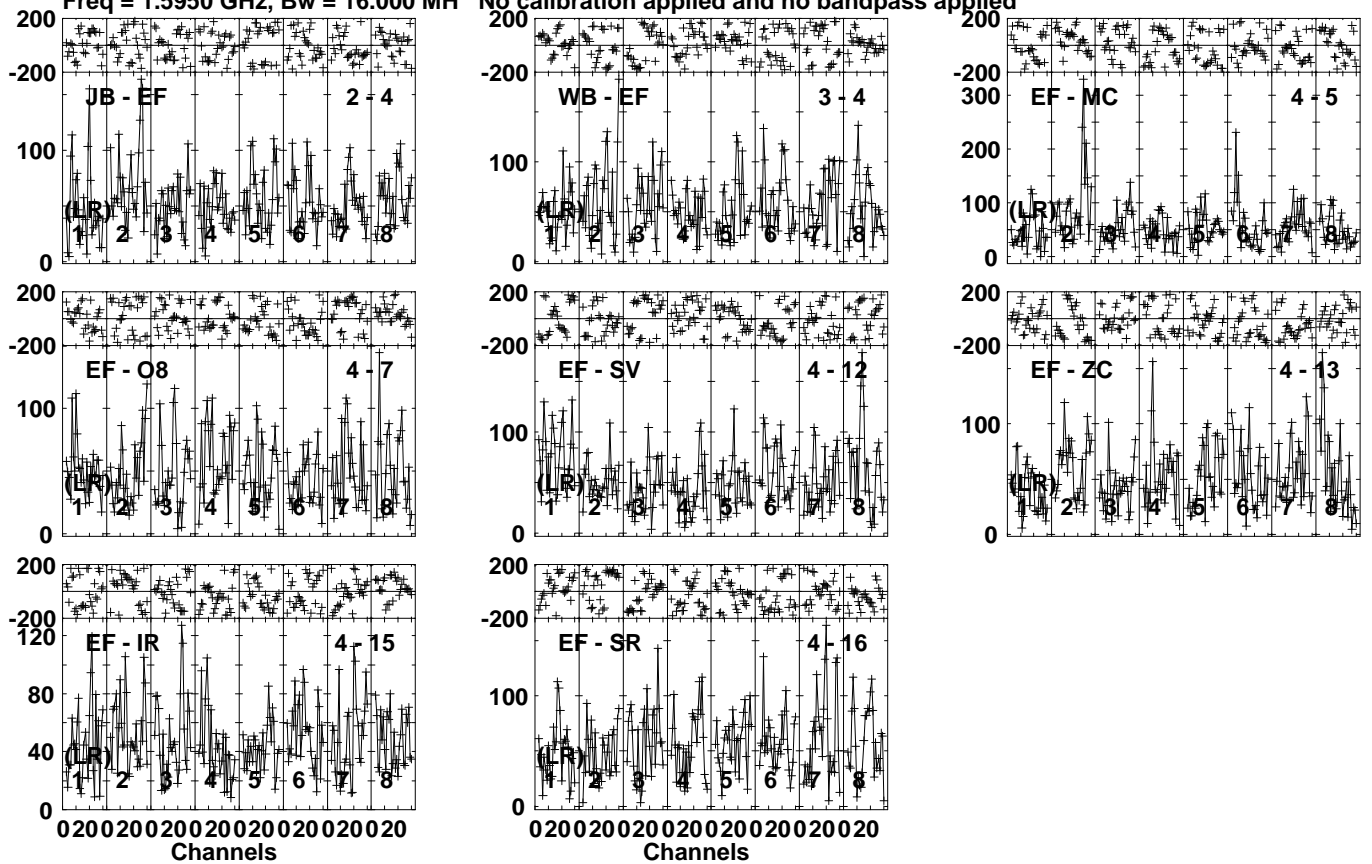 Freq = 1.5950 GHz, Bw = 16.000 MH No calibration applied and no bandpass applied
200 200 200
-200 -200 -200
JB - EF 2 - 4 WB - EF 3 - 4 EF - MC 4 - 5
300
200
100 100 100
(LR) (LR) (LR)
1 2 3 4 5 6 7 8 1 2 3 4 5 6 7 8 1 2 3 4 5 6 7 8
0 0 0
200 200 200
-200 -200 -200
EF - O8 4 - 7 EF - SV 4 - 12 EF - ZC 4 - 13
100 100 100
(LR) (LR) (LR)
1 2 3 4 5 6 7 8 1 2 3 4 5 6 7 8 1 2 3 4 5 6 7 8
0 0 0
200 200
-200 -200
EF - IR 4 - 15 EF - SR 4 - 16
120
100
80
40
(LR) (LR)
1 2 3 4 5 6 7 8 1 2 3 4 5 6 7 8
0 0
0 20 0 20 0 20 0 20 0 20 0 20 0 20 0 20 0 20 0 20 0 20 0 20 0 20 0 20 0 20 0 20
Channels Channels